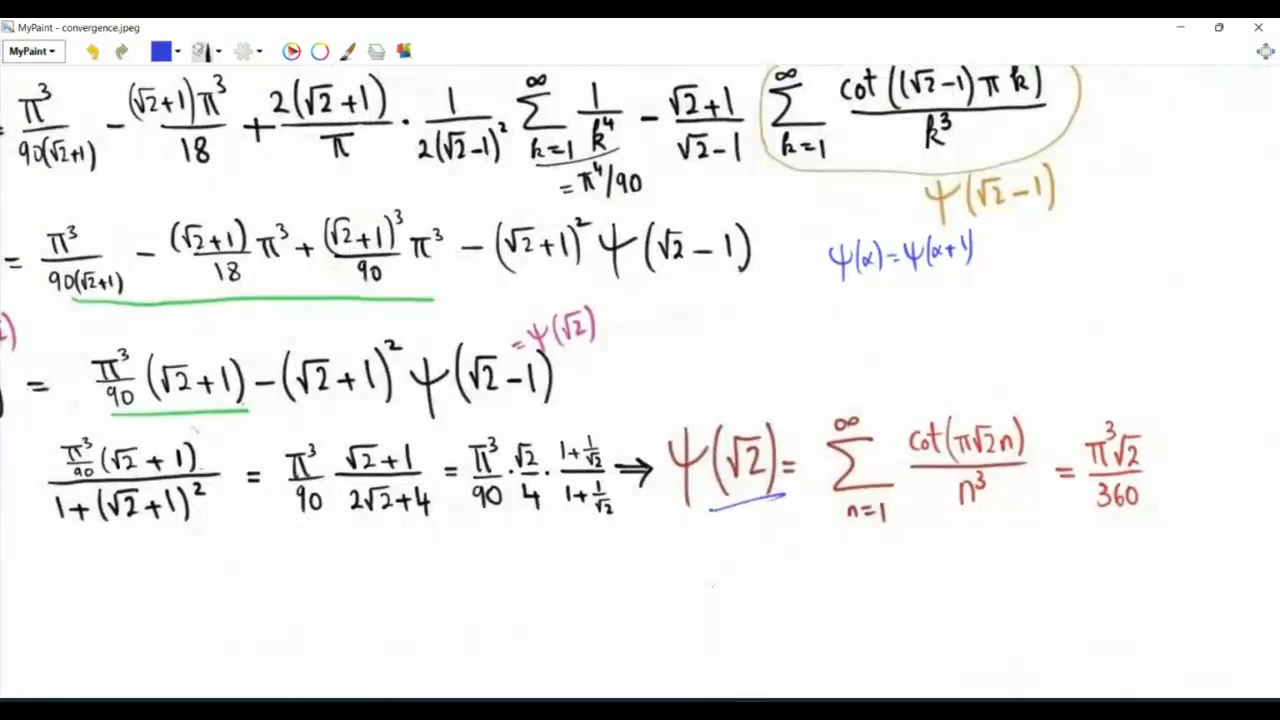 MyPaint - convergence.jpeg
MyPaint
π³/90(√2+1) − (√2+1)π³/18 + 2(√2+1)/π · 1/2(√2−1)² ∑_{k=1}^{∞} 1/k⁴ − √2+1/√2−1 ∑_{k=1}^{∞} cot((√2−1)πk)/k³
= π⁴/90
ψ(√2−1)
= π³/90(√2+1) − (√2+1)/18 π³ + (√2+1)³/90 π³ − (√2+1)² ψ(√2−1)
ψ(α)=ψ(α+1)
= ψ(√2)
= π³/90 (√2+1) − (√2+1)² ψ(√2−1)
π³/90 (√2+1) / 1+(√2+1)² = π³/90 √2+1/2√2+4 = π³/90 · √2/4 · 1+1/√2 / 1+1/√2 ⇒ ψ(√2) = ∑_{n=1}^{∞} cot(π√2n)/n³ = π³√2/360